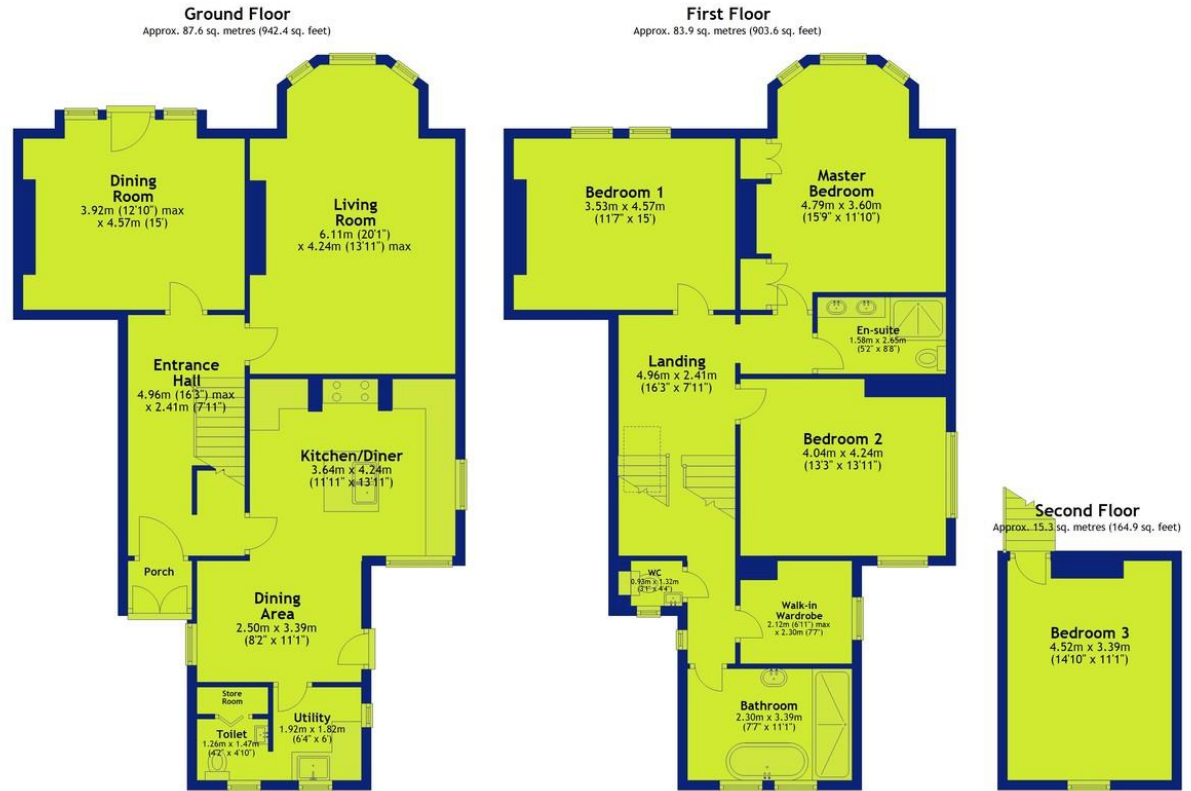 Ground Floor
Approx. 87.6 sq. metres (942.4 sq. feet)
Dining
Room
3.92m (12'10") max
x 4.57m (15')
Living
Room
6.11m (20'1")
x 4.24m (13'11") max
Entrance
Hall
4.96m (16'3") max
x 2.41m (7'11")
Kitchen/Diner
3.64m x 4.24m
(11'11" x 13'11")
Porch
Dining
Area
2.50m x 3.39m
(8'2" x 11'1")
Store
Room
Toilet
1.26m x 1.47m
(4'2" x 4'10")
Utility
1.92m x 1.82m
(6'4" x 6')
First Floor
Approx. 83.9 sq. metres (903.6 sq. feet)
Bedroom 1
3.53m x 4.57m
(11'7" x 15')
Master
Bedroom
4.79m x 3.60m
(15'9" x 11'10")
En-suite
1.58m x 2.65m
(5'2" x 8'8")
Landing
4.96m x 2.41m
(16'3" x 7'11")
Bedroom 2
4.04m x 4.24m
(13'3" x 13'11")
WC
0.93m x 1.32m
(3'1" x 4'4")
Walk-in
Wardrobe
2.12m (6'11") max
x 2.30m (7'7")
Bathroom
2.30m x 3.39m
(7'7" x 11'1")
Second Floor
Approx. 15.3 sq. metres (164.9 sq. feet)
Bedroom 3
4.52m x 3.39m
(14'10" x 11'1")